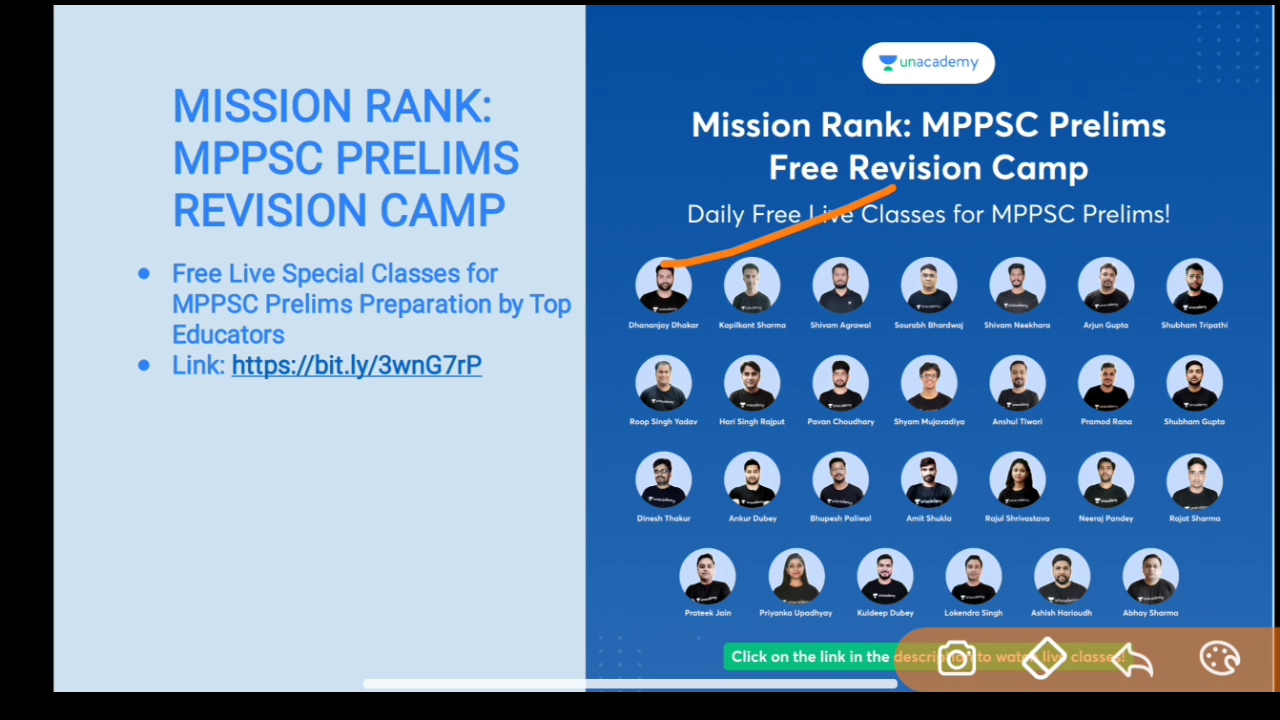 MISSION RANK:
MPPSC PRELIMS
REVISION CAMP
● Free Live Special Classes for
MPPSC Prelims Preparation by Top
Educators
● Link: https://bit.ly/3wnG7rP
unacademy
Mission Rank: MPPSC Prelims
Free Revision Camp
Daily Free Live Classes for MPPSC Prelims!
Dhananjay Dhakar Kapilkant Sharma Shivam Agrawal Sourabh Bhardwaj Shivam Neekhara Arjun Gupta Shubham Tripathi
Roop Singh Yadav Hari Singh Rajput Pavan Choudhary Shyam Mujavadiya Anshul Tiwari Pramod Rana Shubham Gupta
Dinesh Thakur Ankur Dubey Bhupesh Paliwal Amit Shukla Rajul Shrivastava Neeraj Pandey Rajat Sharma
Prateek Jain Priyanka Upadhyay Kuldeep Dubey Lokendra Singh Ashish Harioudh Abhay Sharma
Click on the link in the description to watch live classes!